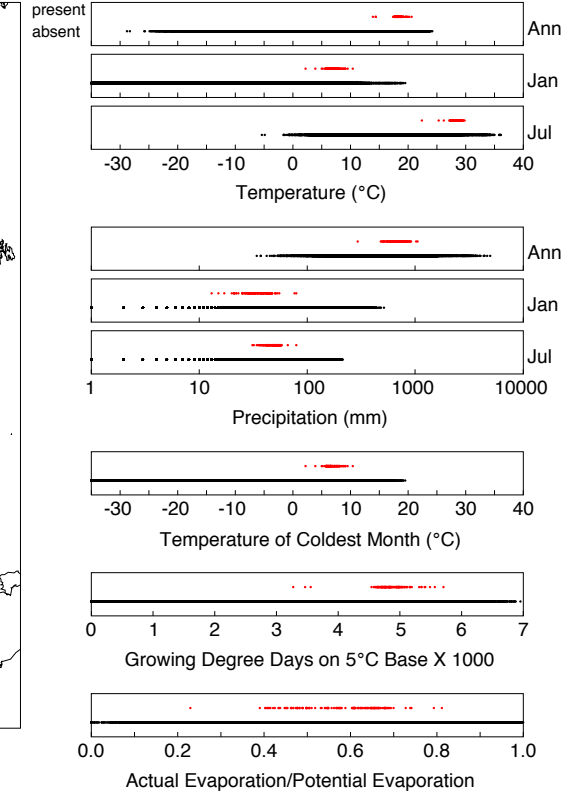 present
absent
Ann
Jan
Jul
-30 -20 -10 0 10 20 30 40
Temperature (°C)
Ann
Jan
Jul
1 10 100 1000 10000
Precipitation (mm)
-30 -20 -10 0 10 20 30 40
Temperature of Coldest Month (°C)
0 1 2 3 4 5 6 7
Growing Degree Days on 5°C Base X 1000
0.0 0.2 0.4 0.6 0.8 1.0
Actual Evaporation/Potential Evaporation